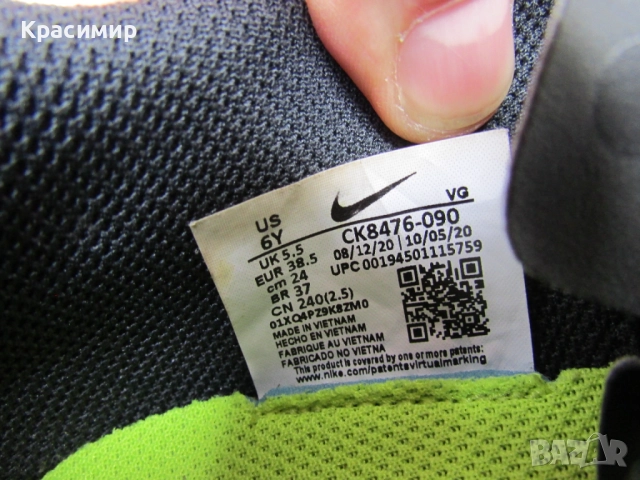 Красимир
VG
US
6Y
UK 5.5
EUR 38.5
cm 24
BR 37
CN 240(2.5)
01XQ4PZ9K8ZM0
MADE IN VIETNAM
HECHO EN VIETNAM
FABRIQUE AU VIETNAM
FABRICADO NO VIETNA
CK8476-090
08/12/20 | 10/05/20
UPC 00194501115759
This product is covered by one or more patents:
www.nike.com/patentsvirtualmarking
BAZAR